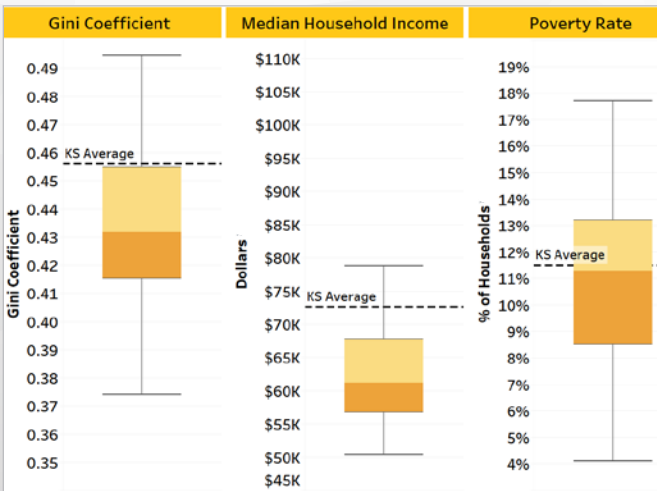 Gini Coefficient
Median Household Income
Poverty Rate
Gini Coefficient
0.49
0.48
0.47
0.46
0.45
0.44
0.43
0.42
0.41
0.40
0.39
0.38
0.37
0.36
0.35
KS Average
Dollars
$110K
$105K
$100K
$95K
$90K
$85K
$80K
$75K
$70K
$65K
$60K
$55K
$50K
$45K
KS Average
% of Households
19%
18%
17%
16%
15%
14%
13%
12%
11%
10%
9%
8%
7%
6%
5%
4%
KS Average